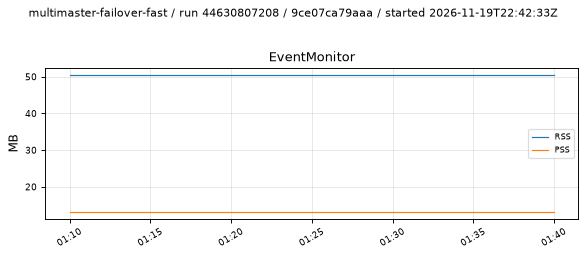 multimaster-failover-fast / run 44630807208 / 9ce07ca79aaa / started 2026-11-19T22:42:33Z
EventMonitor
MB
50
40
30
20
RSS
PSS
01:10
01:15
01:20
01:25
01:30
01:35
01:40